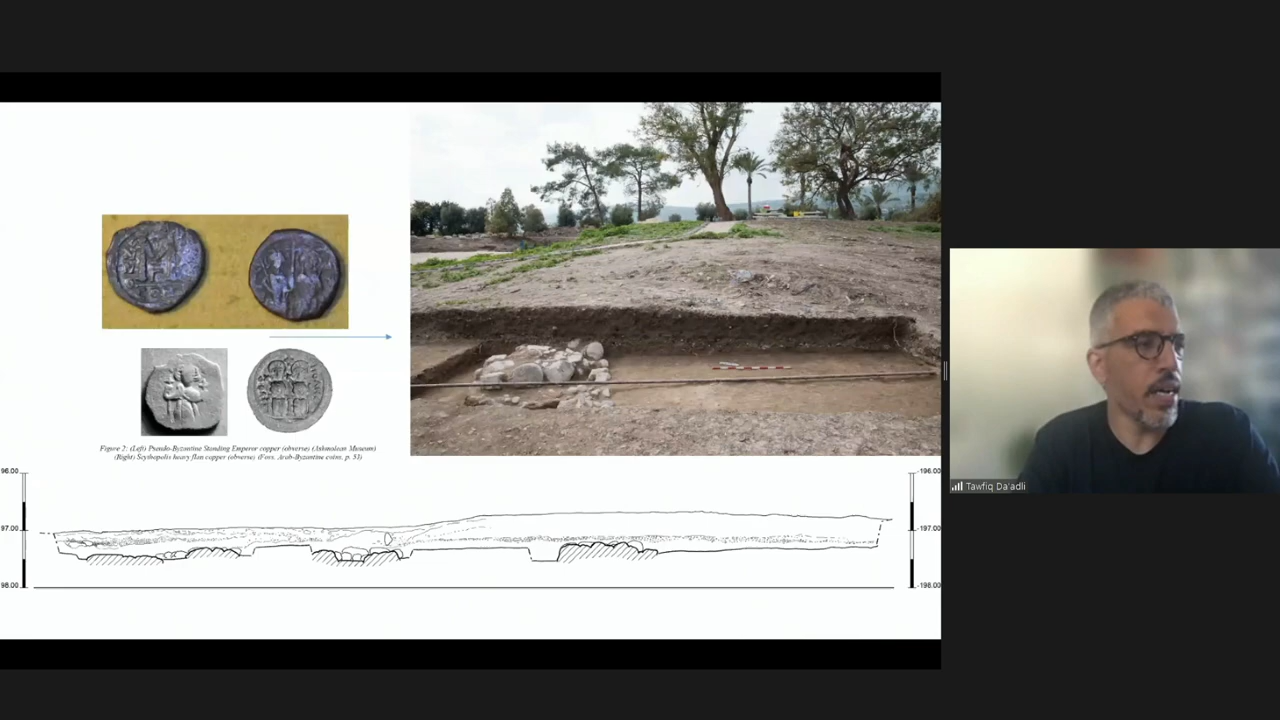 Figure 2: (Left) Pseudo-Byzantine Standing Emperor copper (obverse) (Ashmolean Museum)
(Right) Scythopolis heavy flan copper (obverse) (Foss, Arab-Byzantine coins, p. 51)
96.00
-196.00
97.00
-197.00
98.00
-198.00
Tawfiq Da'adli